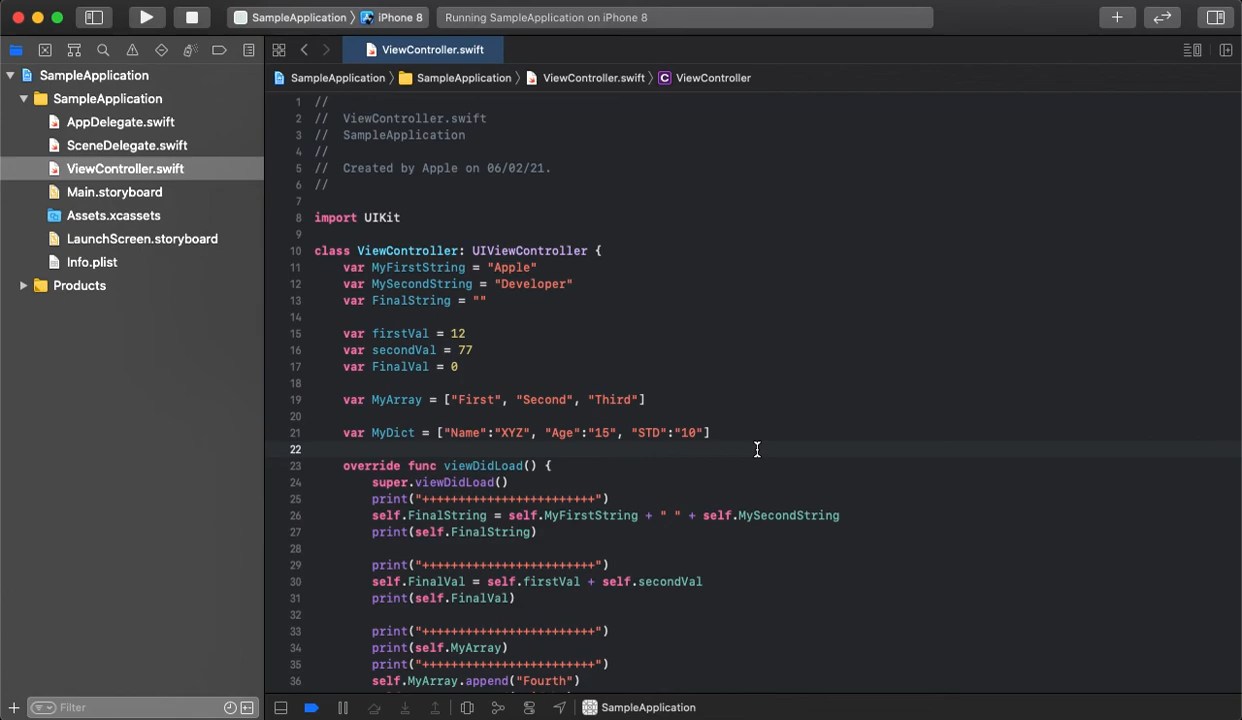 SampleApplication 〉 iPhone 8
Running SampleApplication on iPhone 8
ViewController.swift
SampleApplication 〉 SampleApplication 〉 ViewController.swift 〉 C ViewController
SampleApplication
SampleApplication
AppDelegate.swift
SceneDelegate.swift
ViewController.swift
Main.storyboard
Assets.xcassets
LaunchScreen.storyboard
Info.plist
Products
1 //
2 //  ViewController.swift
3 //  SampleApplication
4 //
5 //  Created by Apple on 06/02/21.
6 //
7
8 import UIKit
9
10 class ViewController: UIViewController {
11     var MyFirstString = "Apple"
12     var MySecondString = "Developer"
13     var FinalString = ""
14
15     var firstVal = 12
16     var secondVal = 77
17     var FinalVal = 0
18
19     var MyArray = ["First", "Second", "Third"]
20
21     var MyDict = ["Name":"XYZ", "Age":"15", "STD":"10"]
22
23     override func viewDidLoad() {
24         super.viewDidLoad()
25         print("++++++++++++++++++++++++")
26         self.FinalString = self.MyFirstString + " " + self.MySecondString
27         print(self.FinalString)
28
29         print("++++++++++++++++++++++++")
30         self.FinalVal = self.firstVal + self.secondVal
31         print(self.FinalVal)
32
33         print("++++++++++++++++++++++++")
34         print(self.MyArray)
35         print("++++++++++++++++++++++++")
36         self.MyArray.append("Fourth")
Filter
SampleApplication